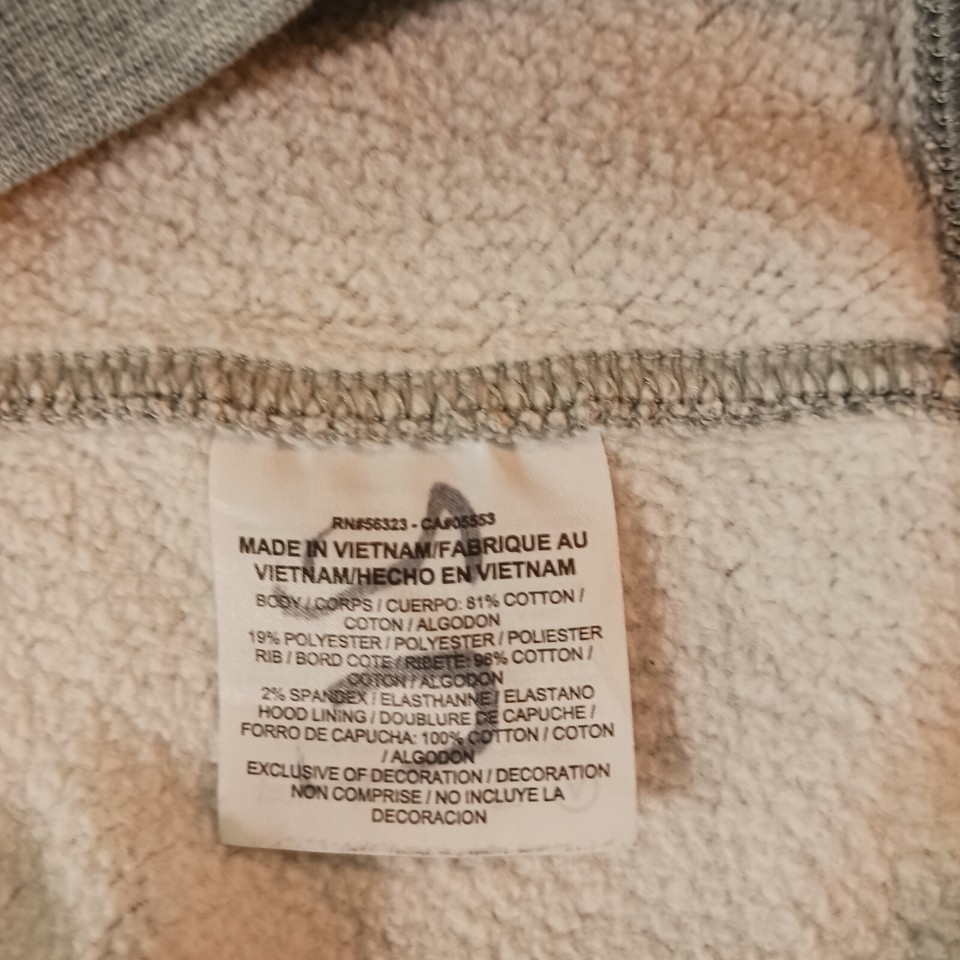 RN#56323 - CA#05553
MADE IN VIETNAM/FABRIQUE AU
VIETNAM/HECHO EN VIETNAM
BODY / CORPS / CUERPO: 81% COTTON /
COTON / ALGODON
19% POLYESTER / POLYESTER / POLIESTER
RIB / BORD COTE / RIBETE: 98% COTTON /
COTON / ALGODON
2% SPANDEX / ELASTHANNE / ELASTANO
HOOD LINING / DOUBLURE DE CAPUCHE /
FORRO DE CAPUCHA: 100% COTTON / COTON
/ ALGODON
EXCLUSIVE OF DECORATION / DECORATION
NON COMPRISE / NO INCLUYE LA
DECORACION